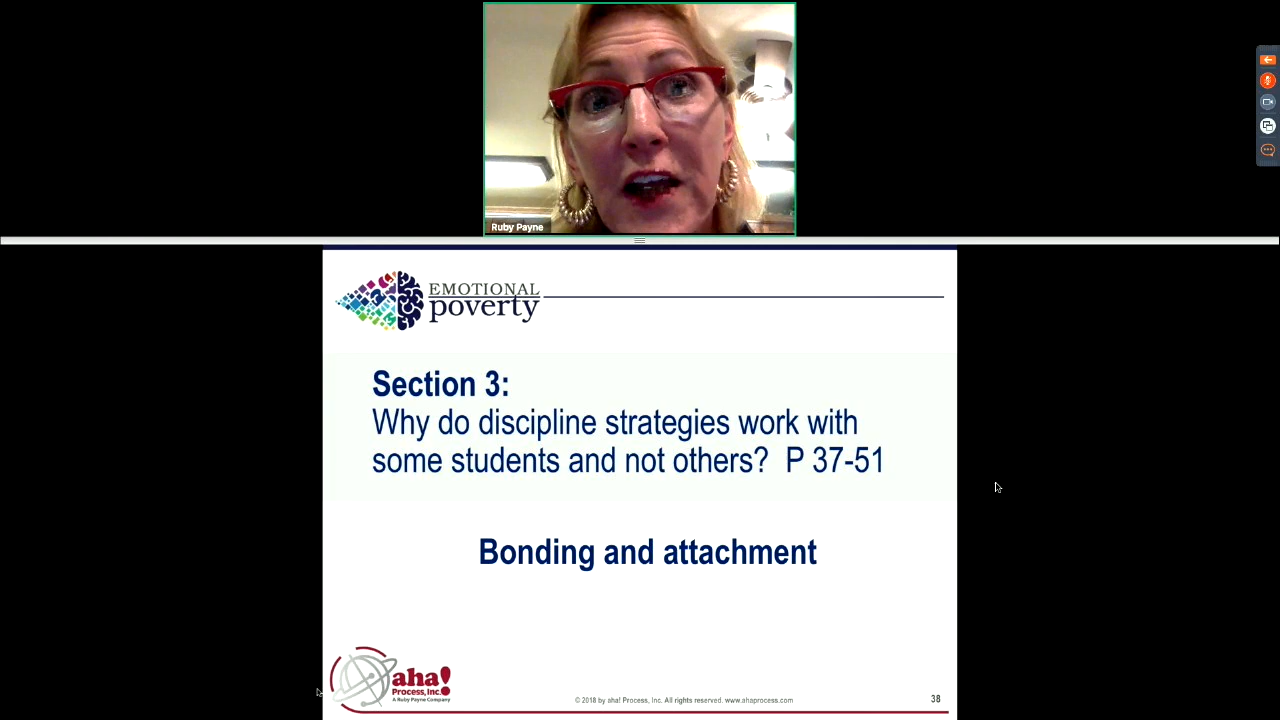 Ruby Payne
EMOTIONAL
poverty
Section 3:
Why do discipline strategies work with
some students and not others?  P 37-51
Bonding and attachment
aha!
Process, Inc.
A Ruby Payne Company
© 2018 by aha! Process, Inc. All rights reserved. www.ahaprocess.com
38